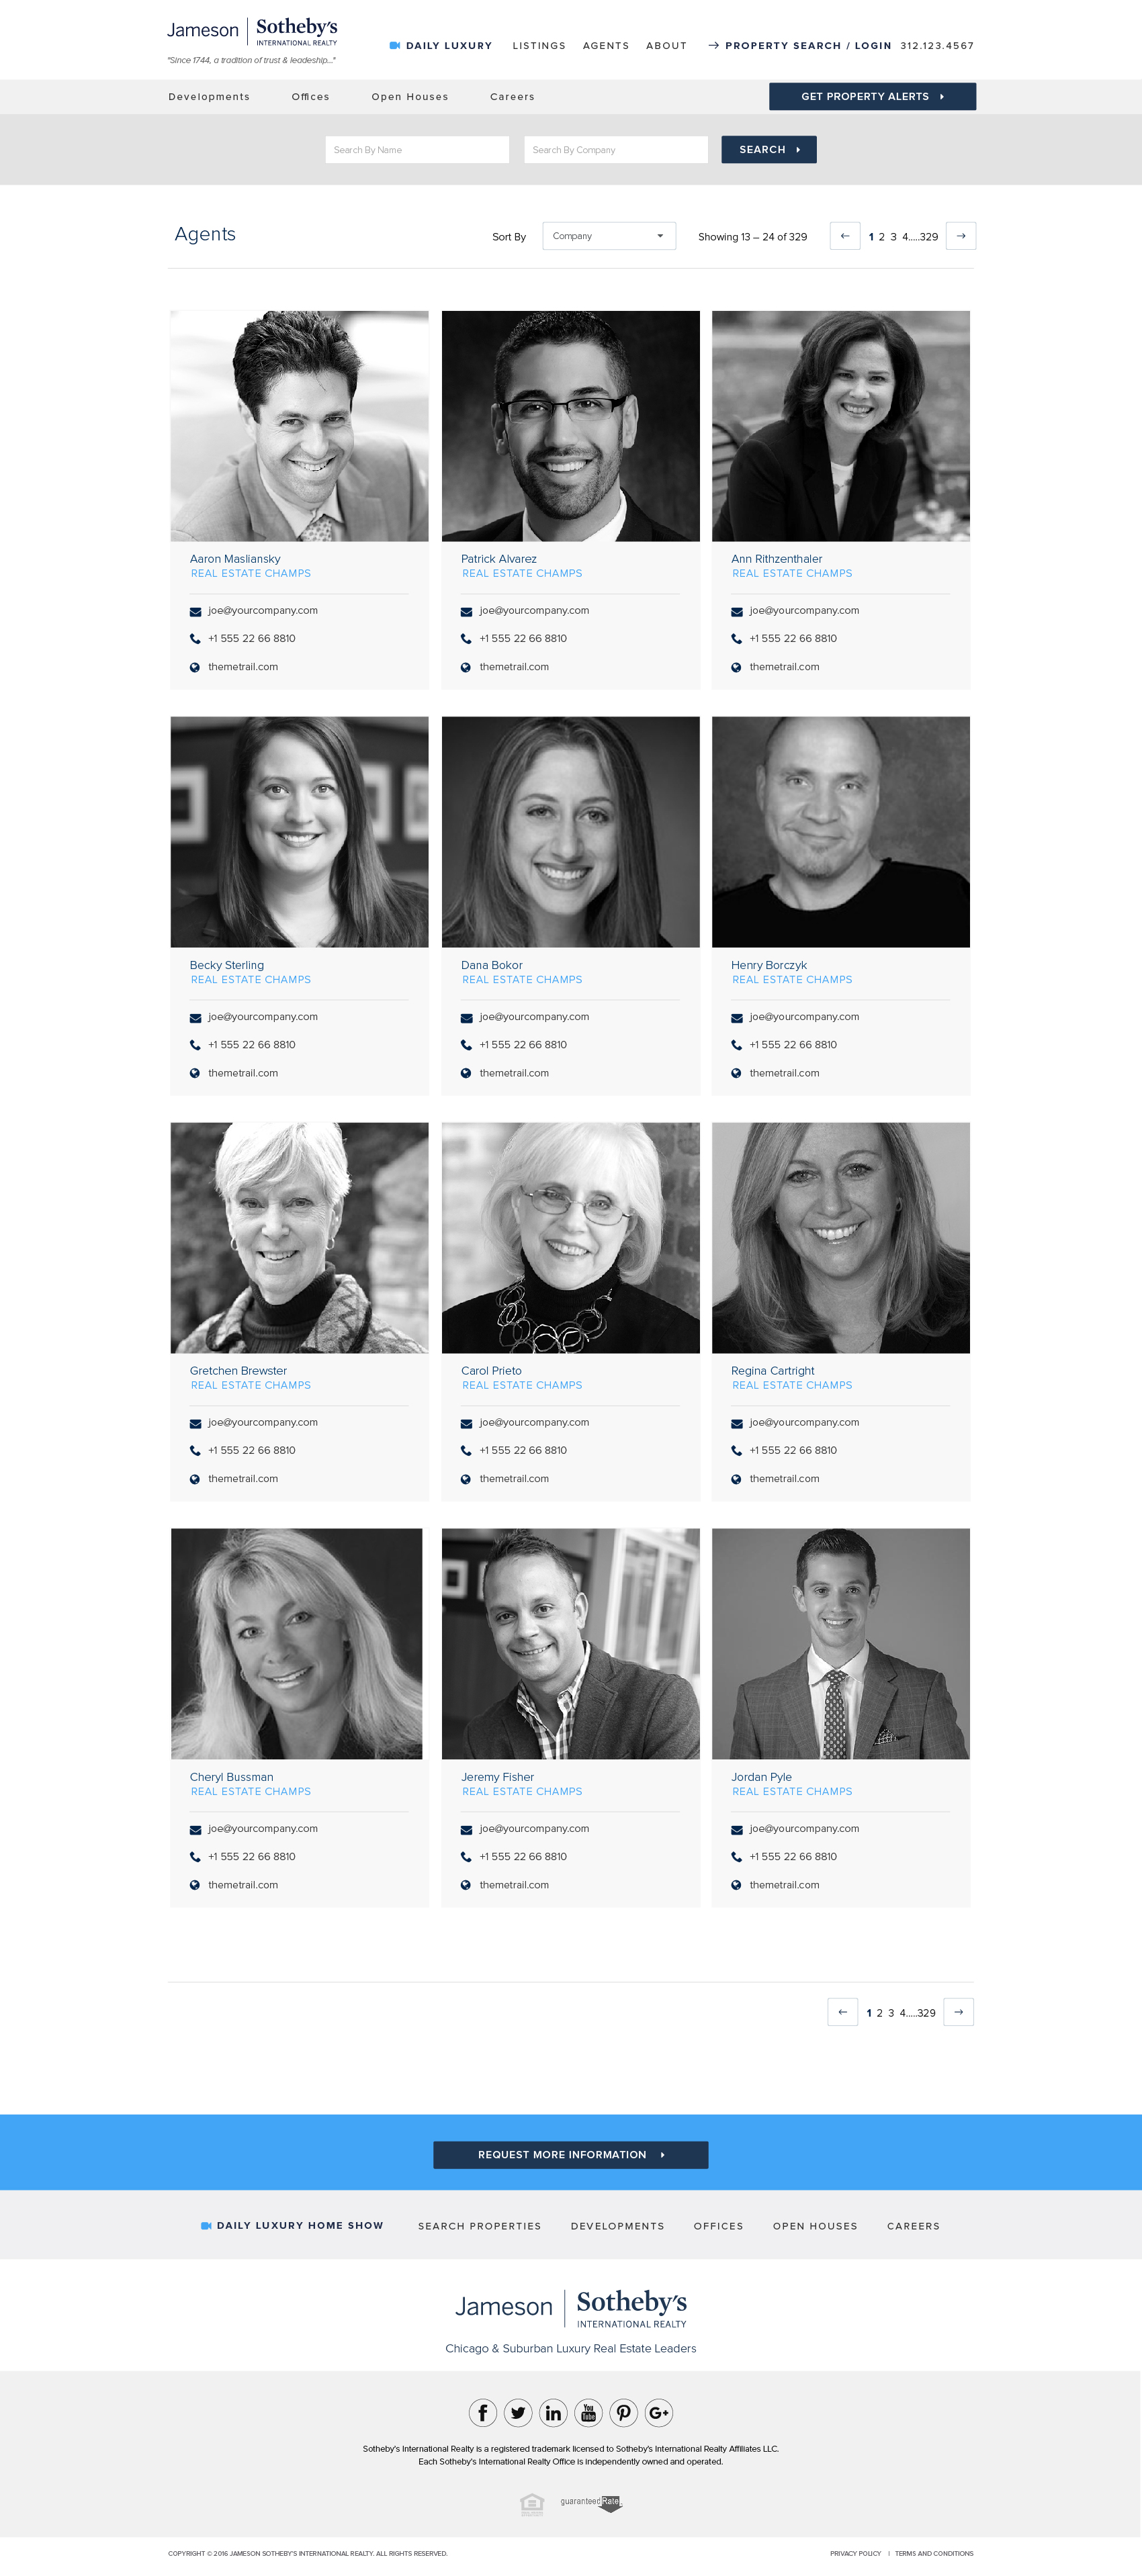 Jameson Sotheby's
INTERNATIONAL REALTY
"Since 1744, a tradition of trust & leadeship..."
DAILY LUXURY LISTINGS AGENTS ABOUT PROPERTY SEARCH / LOGIN 312.123.4567
Developments Offices Open Houses Careers GET PROPERTY ALERTS
Search By Name Search By Company SEARCH
Agents Sort By Company Showing 13 – 24 of 329 1 2 3 4.....329
Aaron Masliansky
REAL ESTATE CHAMPS
joe@yourcompany.com
+1 555 22 66 8810
themetrail.com
Patrick Alvarez
REAL ESTATE CHAMPS
joe@yourcompany.com
+1 555 22 66 8810
themetrail.com
Ann Rithzenthaler
REAL ESTATE CHAMPS
joe@yourcompany.com
+1 555 22 66 8810
themetrail.com
Becky Sterling
REAL ESTATE CHAMPS
joe@yourcompany.com
+1 555 22 66 8810
themetrail.com
Dana Bokor
REAL ESTATE CHAMPS
joe@yourcompany.com
+1 555 22 66 8810
themetrail.com
Henry Borczyk
REAL ESTATE CHAMPS
joe@yourcompany.com
+1 555 22 66 8810
themetrail.com
Gretchen Brewster
REAL ESTATE CHAMPS
joe@yourcompany.com
+1 555 22 66 8810
themetrail.com
Carol Prieto
REAL ESTATE CHAMPS
joe@yourcompany.com
+1 555 22 66 8810
themetrail.com
Regina Cartright
REAL ESTATE CHAMPS
joe@yourcompany.com
+1 555 22 66 8810
themetrail.com
Cheryl Bussman
REAL ESTATE CHAMPS
joe@yourcompany.com
+1 555 22 66 8810
themetrail.com
Jeremy Fisher
REAL ESTATE CHAMPS
joe@yourcompany.com
+1 555 22 66 8810
themetrail.com
Jordan Pyle
REAL ESTATE CHAMPS
joe@yourcompany.com
+1 555 22 66 8810
themetrail.com
1 2 3 4.....329
REQUEST MORE INFORMATION
DAILY LUXURY HOME SHOW SEARCH PROPERTIES DEVELOPMENTS OFFICES OPEN HOUSES CAREERS
Jameson Sotheby's
INTERNATIONAL REALTY
Chicago & Suburban Luxury Real Estate Leaders
f in You Tube G+
Sotheby's International Realty is a registered trademark licensed to Sotheby's International Realty Affiliates LLC.
Each Sotheby's International Realty Office is independently owned and operated.
guaranteed Rate
COPYRIGHT © 2016 JAMESON SOTHEBY'S INTERNATIONAL REALTY. ALL RIGHTS RESERVED. PRIVACY POLICY | TERMS AND CONDITIONS